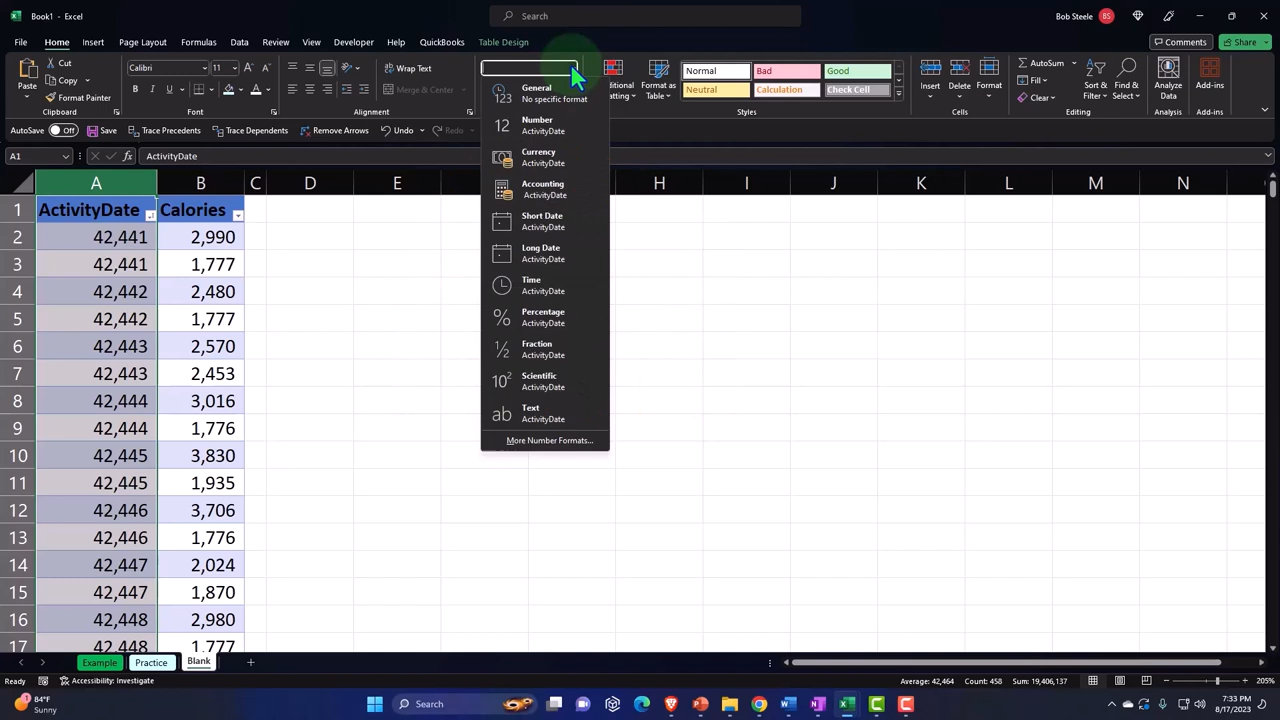 Book1 - Excel
Search
Bob Steele BS
File Home Insert Page Layout Formulas Data Review View Developer Help QuickBooks Table Design
Comments Share
Paste
Cut
Copy
Format Painter
Clipboard
Calibri 11
B I U
Font
Wrap Text
Merge & Center
Alignment
Format as Table
Normal Bad Good
Neutral Calculation Check Cell
Styles
Insert Delete Format
Cells
AutoSum
Fill
Clear
Sort & Filter
Find & Select
Editing
Analyze Data
Analysis
Add-ins
Add-ins
AutoSave Off Save Trace Precedents Trace Dependents Remove Arrows Undo Redo
A1 fx ActivityDate
General
No specific format
Number
ActivityDate
Currency
ActivityDate
Accounting
ActivityDate
Short Date
ActivityDate
Long Date
ActivityDate
Time
ActivityDate
Percentage
ActivityDate
Fraction
ActivityDate
Scientific
ActivityDate
Text
ActivityDate
More Number Formats...
A B C D E H I J K L M N
1 ActivityDate Calories
2 42,441 2,990
3 42,441 1,777
4 42,442 2,480
5 42,442 1,777
6 42,443 2,570
7 42,443 2,453
8 42,444 3,016
9 42,444 1,776
10 42,445 3,830
11 42,445 1,935
12 42,446 3,706
13 42,446 1,776
14 42,447 2,024
15 42,447 1,870
16 42,448 2,980
17 42,448 1,777
Example Practice Blank
Ready Accessibility: Investigate Average: 42,464 Count: 458 Sum: 19,406,137 205%
84°F
Sunny
Search
7:33 PM
8/17/2023